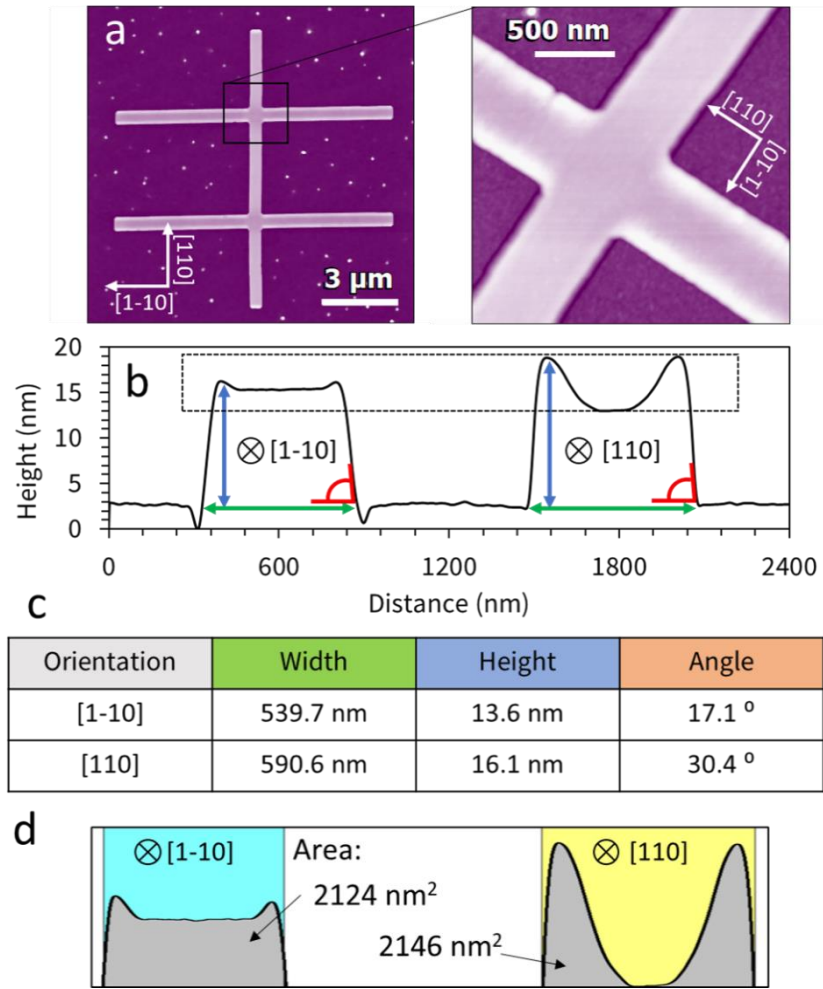 a
500 nm
[110]
[1-10]
[110]
[1-10]
3 µm
b
Height (nm)
20
15
10
5
0
⊗ [1-10]
⊗ [110]
0
600
1200
1800
2400
Distance (nm)
c
Orientation Width Height Angle
[1-10] 539.7 nm 13.6 nm 17.1 º
[110] 590.6 nm 16.1 nm 30.4 º
d
⊗ [1-10]
Area:
⊗ [110]
2124 nm²
2146 nm²